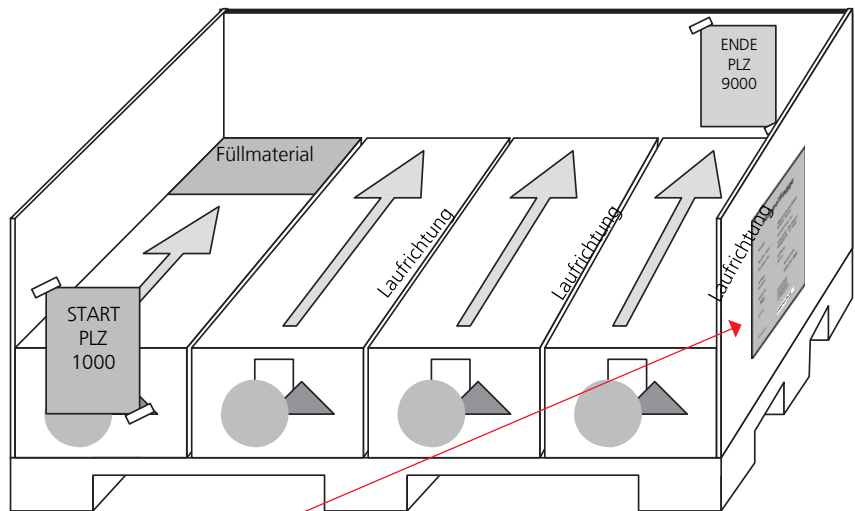 ENDE
PLZ
9000
Füllmaterial
Laufrichtung
Laufrichtung
Laufrichtung
START
PLZ
1000